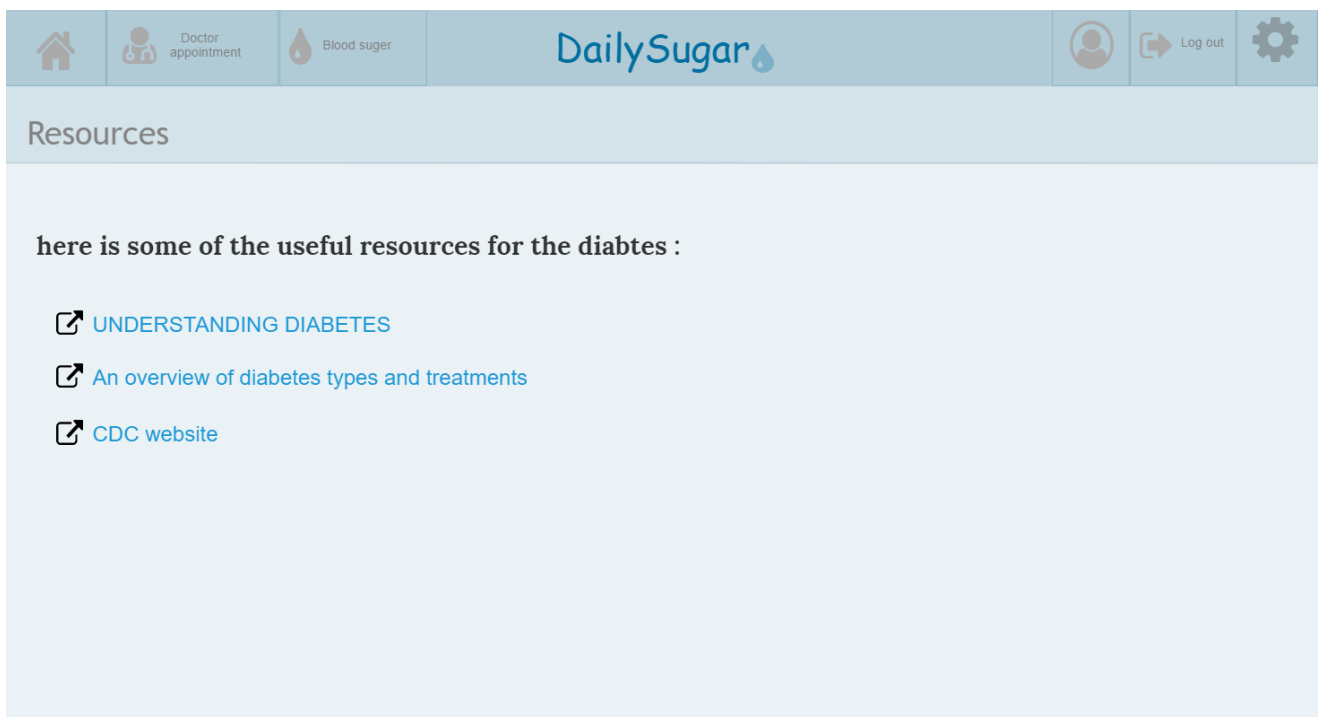 Doctor
appointment
Blood suger
DailySugar
Log out
Resources
here is some of the useful resources for the diabtes :
UNDERSTANDING DIABETES
An overview of diabetes types and treatments
CDC website